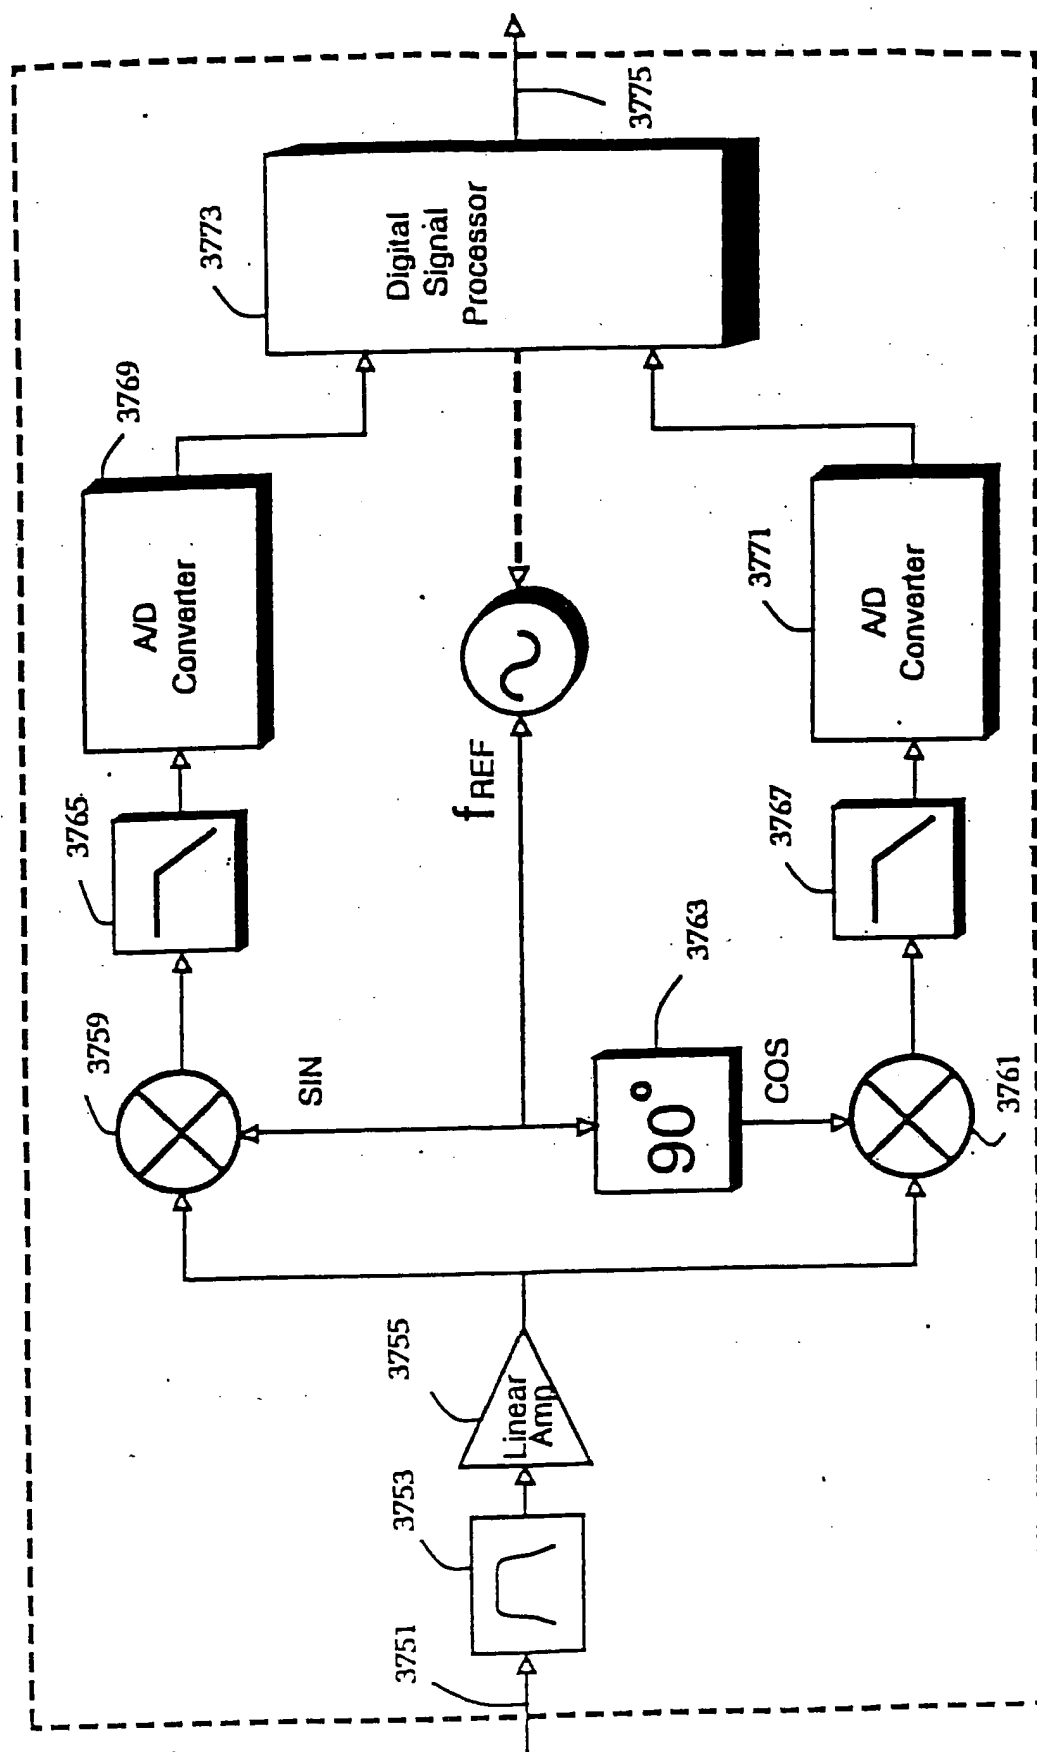 3751
3753
3755
Linear
Amp
3759
SIN
3763
90°
COS
3761
3765
fREF
3767
3769
A/D
Converter
3771
A/D
Converter
3773
Digital
Signal
Processor
3775